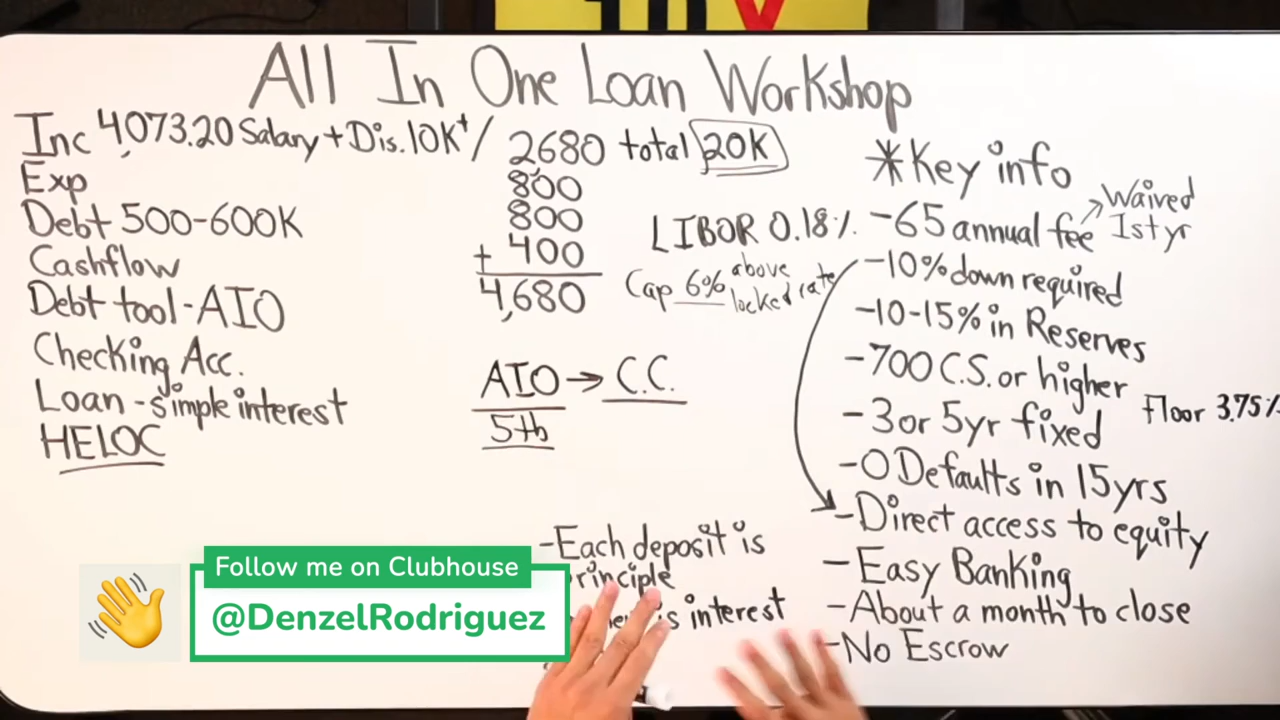 All In One Loan Workshop
Inc 4,073.20 Salary + Dis. 10K+ / 2680 total 20K
Exp
Debt 500-600K
Cashflow
Debt tool - AIO
Checking Acc.
Loan - simple interest
HELOC
800
800
+ 400
4,680
LIBOR 0.18%
Cap 6% above locked rate
AIO → C.C.
5th
- Each deposit is
principle
is interest
*Key info
- 65 annual fee
Waived
1st yr
- 10% down required
- 10-15% in Reserves
- 700 C.S. or higher
Floor 3.75%
- 3 or 5yr fixed
- 0 Defaults in 15yrs
- Direct access to equity
- Easy Banking
- About a month to close
- No Escrow
Follow me on Clubhouse
@DenzelRodriguez